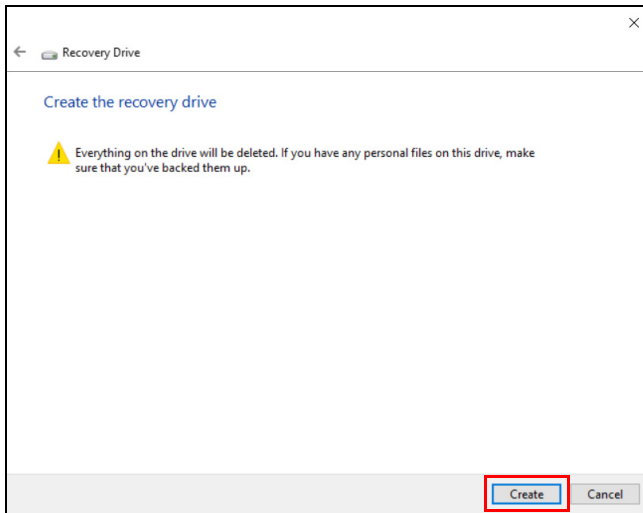 Recovery Drive
Create the recovery drive
Everything on the drive will be deleted. If you have any personal files on this drive, make
sure that you've backed them up.
Create Cancel